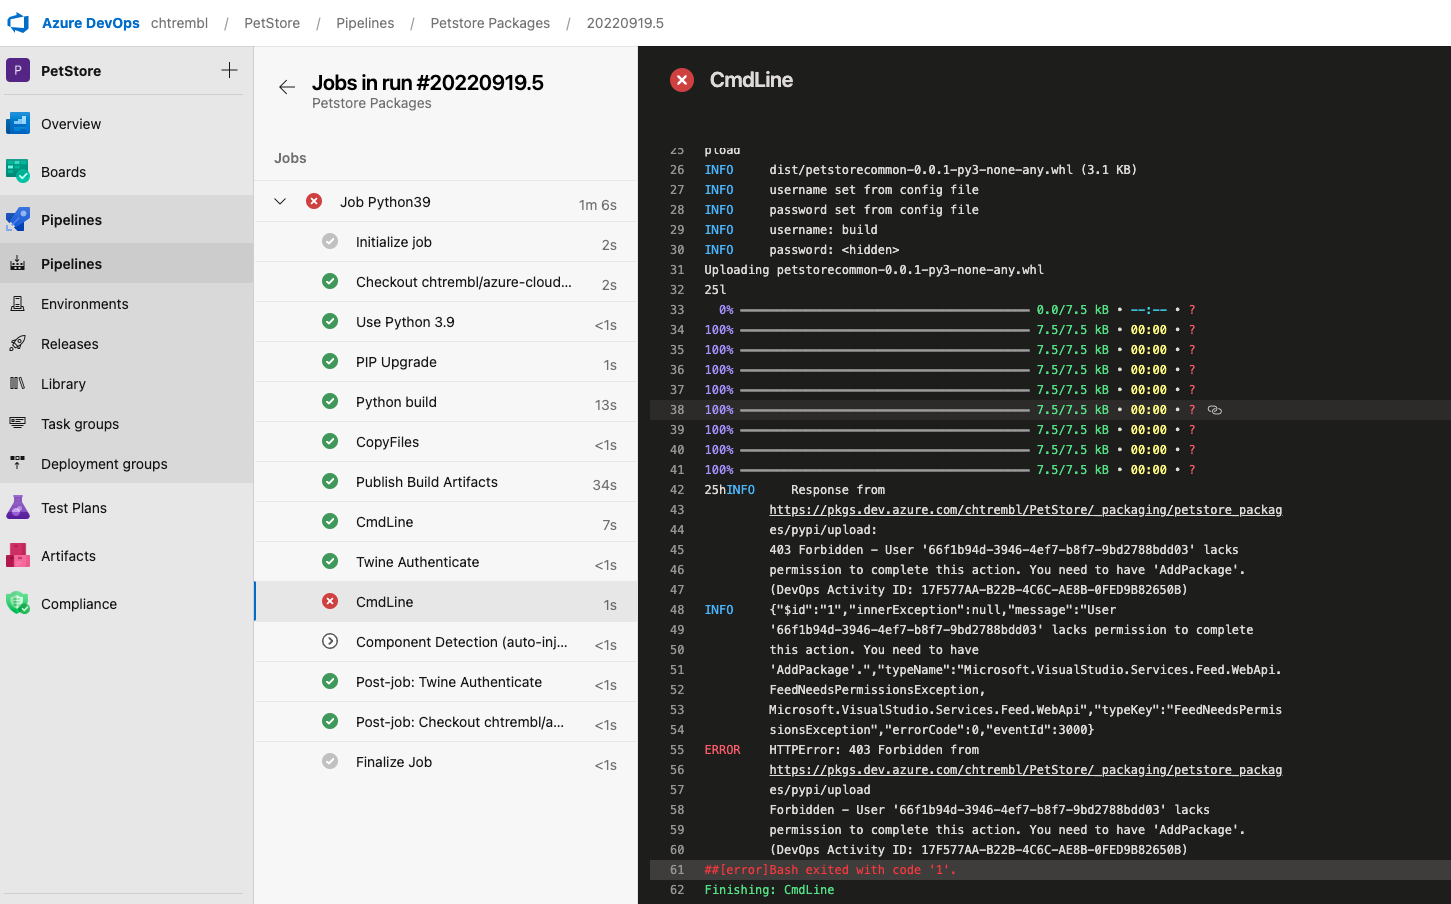 Azure DevOps chtrembl / PetStore / Pipelines / Petstore Packages / 20220919.5
P PetStore
Overview
Boards
Pipelines
Pipelines
Environments
Releases
Library
Task groups
Deployment groups
Test Plans
Artifacts
Compliance
Jobs in run #20220919.5
Petstore Packages
Jobs
Job Python39 1m 6s
Initialize job 2s
Checkout chtrembl/azure-cloud... 2s
Use Python 3.9 <1s
PIP Upgrade 1s
Python build 13s
CopyFiles <1s
Publish Build Artifacts 34s
CmdLine 7s
Twine Authenticate <1s
CmdLine 1s
Component Detection (auto-inj... <1s
Post-job: Twine Authenticate <1s
Post-job: Checkout chtrembl/a... <1s
Finalize Job <1s
CmdLine
25 pload
26 INFO dist/petstorecommon-0.0.1-py3-none-any.whl (3.1 KB)
27 INFO username set from config file
28 INFO password set from config file
29 INFO username: build
30 INFO password: <hidden>
31 Uploading petstorecommon-0.0.1-py3-none-any.whl
32 25l
33 0% ━━━━━━━━━━━━━━━━━━━━━━━━━━━━━━━━━━━━━━━━ 0.0/7.5 kB • --:-- • ?
34 100% ━━━━━━━━━━━━━━━━━━━━━━━━━━━━━━━━━━━━━━━━ 7.5/7.5 kB • 00:00 • ?
35 100% ━━━━━━━━━━━━━━━━━━━━━━━━━━━━━━━━━━━━━━━━ 7.5/7.5 kB • 00:00 • ?
36 100% ━━━━━━━━━━━━━━━━━━━━━━━━━━━━━━━━━━━━━━━━ 7.5/7.5 kB • 00:00 • ?
37 100% ━━━━━━━━━━━━━━━━━━━━━━━━━━━━━━━━━━━━━━━━ 7.5/7.5 kB • 00:00 • ?
38 100% ━━━━━━━━━━━━━━━━━━━━━━━━━━━━━━━━━━━━━━━━ 7.5/7.5 kB • 00:00 • ?
39 100% ━━━━━━━━━━━━━━━━━━━━━━━━━━━━━━━━━━━━━━━━ 7.5/7.5 kB • 00:00 • ?
40 100% ━━━━━━━━━━━━━━━━━━━━━━━━━━━━━━━━━━━━━━━━ 7.5/7.5 kB • 00:00 • ?
41 100% ━━━━━━━━━━━━━━━━━━━━━━━━━━━━━━━━━━━━━━━━ 7.5/7.5 kB • 00:00 • ?
42 25hINFO Response from
43 https://pkgs.dev.azure.com/chtrembl/PetStore/_packaging/petstore_packag
44 es/pypi/upload:
45 403 Forbidden - User '66f1b94d-3946-4ef7-b8f7-9bd2788bdd03' lacks
46 permission to complete this action. You need to have 'AddPackage'.
47 (DevOps Activity ID: 17F577AA-B22B-4C6C-AE8B-0FED9B82650B)
48 INFO {"$id":"1","innerException":null,"message":"User
49 '66f1b94d-3946-4ef7-b8f7-9bd2788bdd03' lacks permission to complete
50 this action. You need to have
51 'AddPackage'.","typeName":"Microsoft.VisualStudio.Services.Feed.WebApi.
52 FeedNeedsPermissionsException,
53 Microsoft.VisualStudio.Services.Feed.WebApi","typeKey":"FeedNeedsPermis
54 sionsException","errorCode":0,"eventId":3000}
55 ERROR HTTPError: 403 Forbidden from
56 https://pkgs.dev.azure.com/chtrembl/PetStore/_packaging/petstore_packag
57 es/pypi/upload
58 Forbidden - User '66f1b94d-3946-4ef7-b8f7-9bd2788bdd03' lacks
59 permission to complete this action. You need to have 'AddPackage'.
60 (DevOps Activity ID: 17F577AA-B22B-4C6C-AE8B-0FED9B82650B)
61 ##[error]Bash exited with code '1'.
62 Finishing: CmdLine